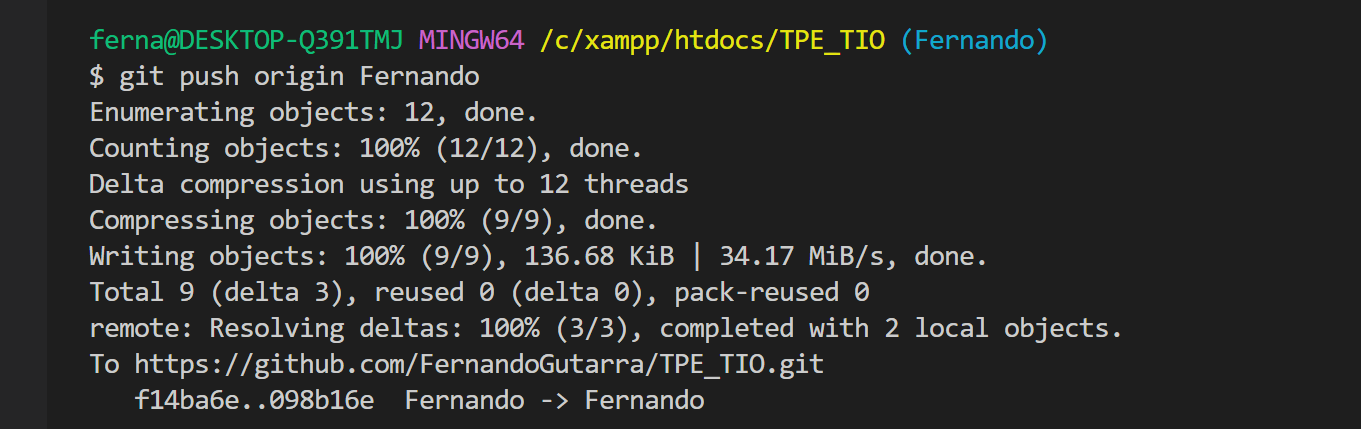 ferna@DESKTOP-Q391TMJ MINGW64 /c/xampp/htdocs/TPE_TIO (Fernando)
$ git push origin Fernando
Enumerating objects: 12, done.
Counting objects: 100% (12/12), done.
Delta compression using up to 12 threads
Compressing objects: 100% (9/9), done.
Writing objects: 100% (9/9), 136.68 KiB | 34.17 MiB/s, done.
Total 9 (delta 3), reused 0 (delta 0), pack-reused 0
remote: Resolving deltas: 100% (3/3), completed with 2 local objects.
To https://github.com/FernandoGutarra/TPE_TIO.git
   f14ba6e..098b16e  Fernando -> Fernando